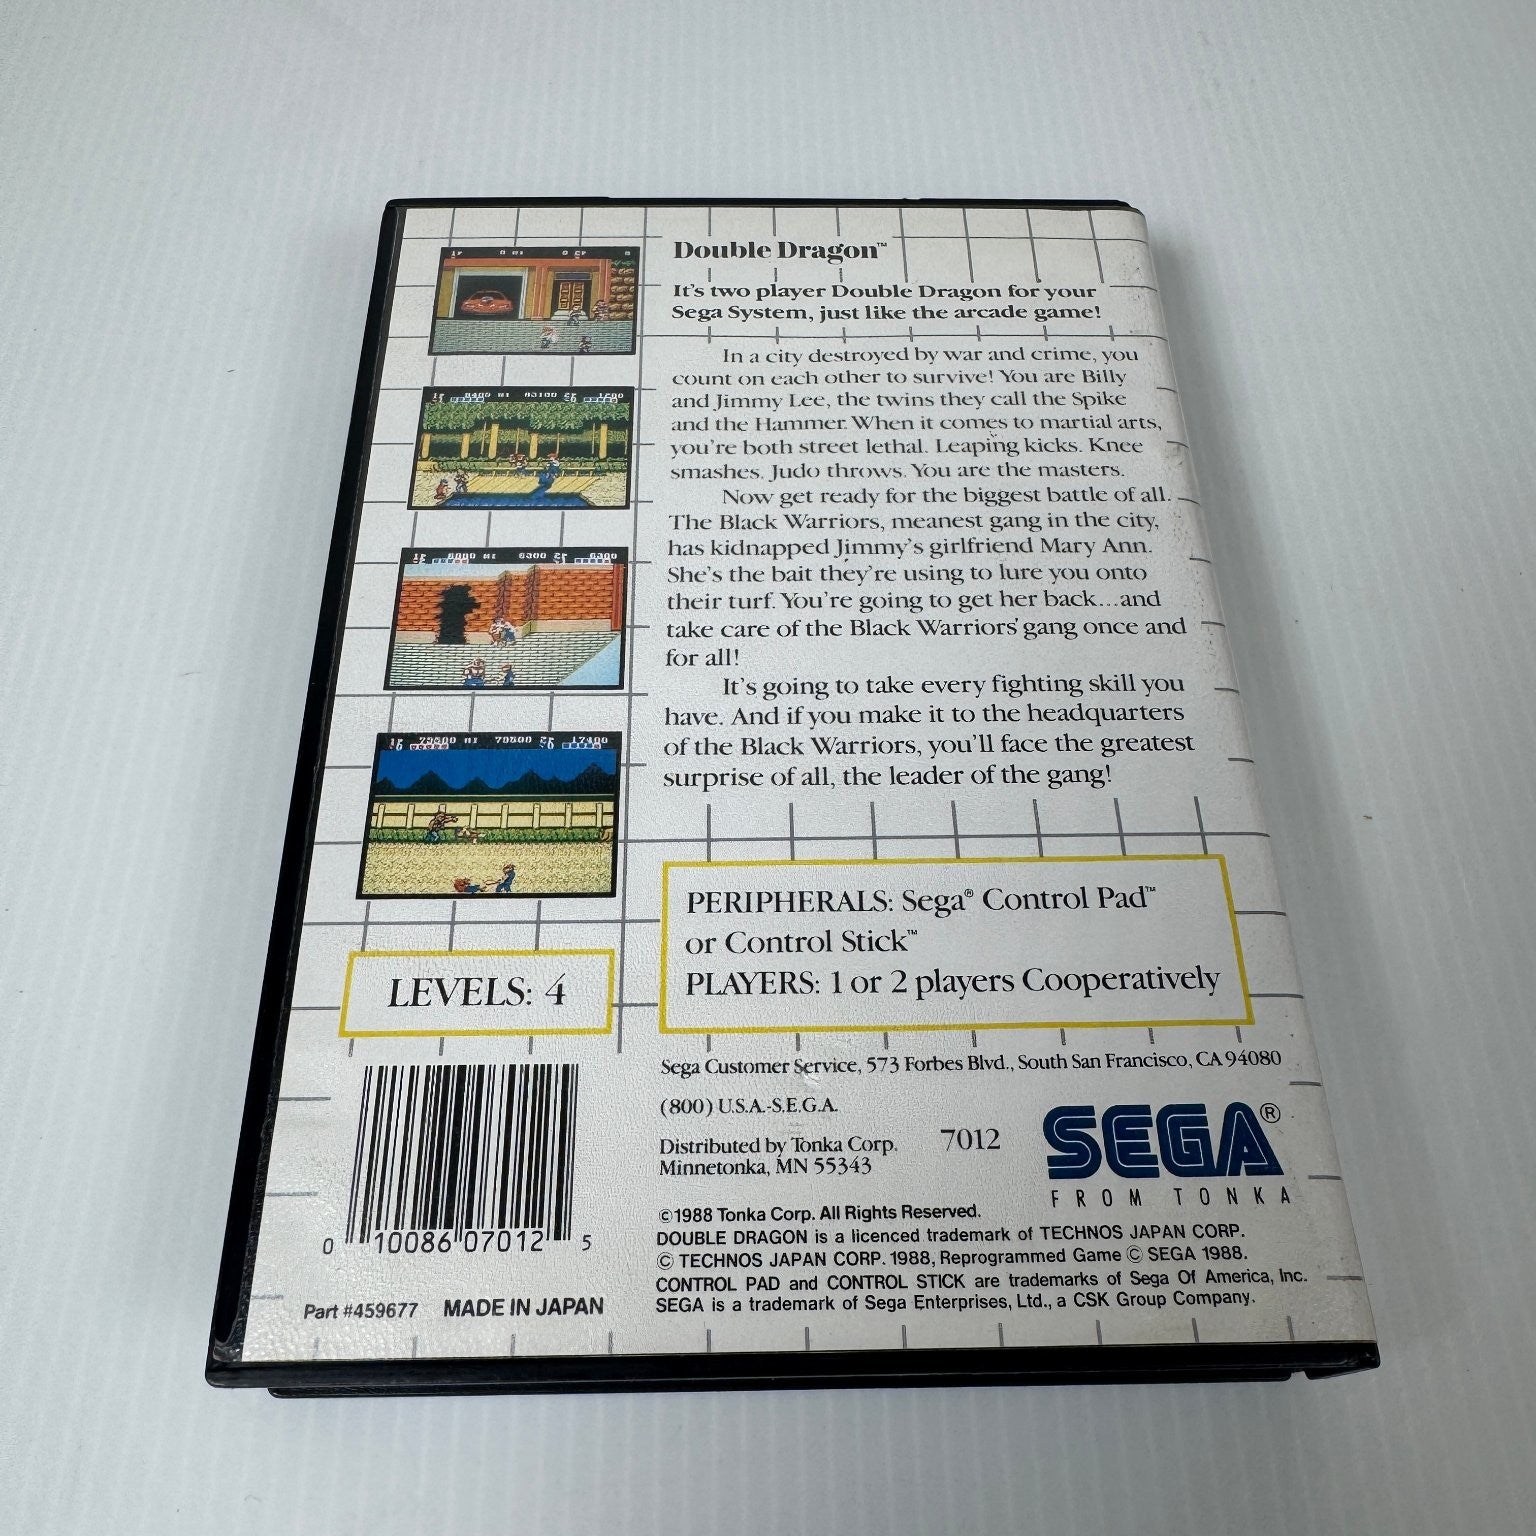 Double Dragon™
It's two player Double Dragon for your
Sega System, just like the arcade game!
In a city destroyed by war and crime, you
count on each other to survive! You are Billy
and Jimmy Lee, the twins they call the Spike
and the Hammer. When it comes to martial arts,
you're both street lethal. Leaping kicks. Knee
smashes. Judo throws. You are the masters.
Now get ready for the biggest battle of all.
The Black Warriors, meanest gang in the city,
has kidnapped Jimmy's girlfriend Mary Ann.
She's the bait they're using to lure you onto
their turf. You're going to get her back...and
take care of the Black Warriors' gang once and
for all!
It's going to take every fighting skill you
have. And if you make it to the headquarters
of the Black Warriors, you'll face the greatest
surprise of all, the leader of the gang!
LEVELS: 4
PERIPHERALS: Sega® Control Pad™
or Control Stick™
PLAYERS: 1 or 2 players Cooperatively
Sega Customer Service, 573 Forbes Blvd., South San Francisco, CA 94080
(800) U.S.A.-S.E.G.A.
Distributed by Tonka Corp.
Minnetonka, MN 55343
7012
SEGA®
FROM TONKA
©1988 Tonka Corp. All Rights Reserved.
DOUBLE DRAGON is a licenced trademark of TECHNOS JAPAN CORP.
© TECHNOS JAPAN CORP. 1988, Reprogrammed Game © SEGA 1988.
CONTROL PAD and CONTROL STICK are trademarks of Sega Of America, Inc.
SEGA is a trademark of Sega Enterprises, Ltd., a CSK Group Company.
0 10086 07012 5
Part #459677 MADE IN JAPAN